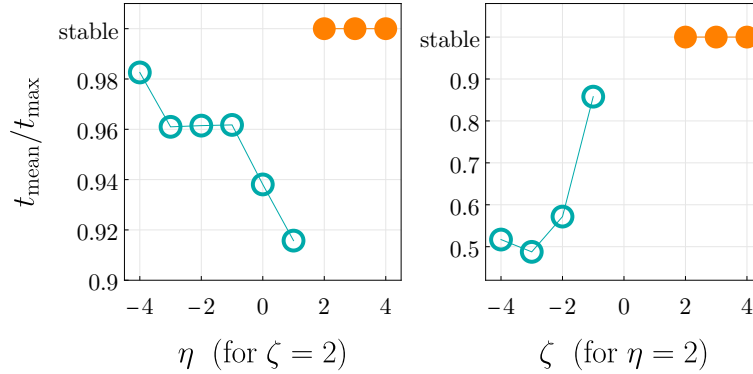 t_mean/t_max
stable
0.98
0.96
0.94
0.92
0.9
−4 −2 0 2 4
η (for ζ = 2)
stable
0.9
0.8
0.7
0.6
0.5
−4 −2 0 2 4
ζ (for η = 2)